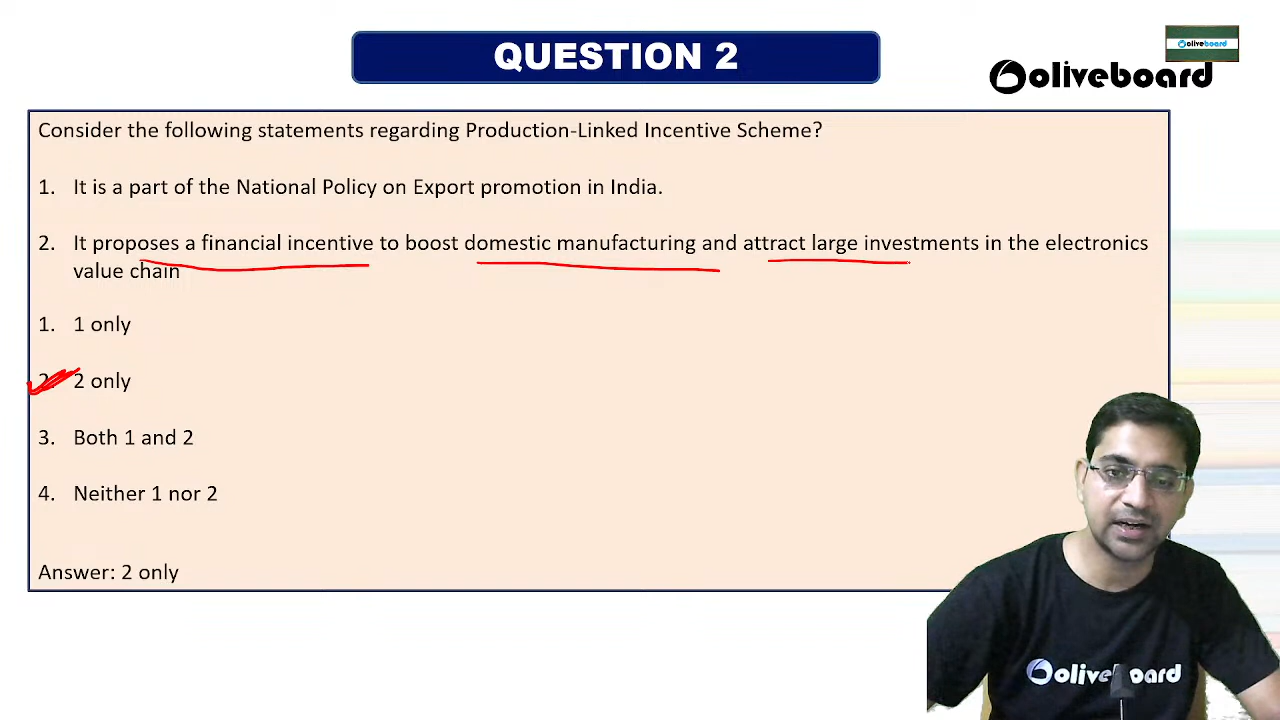 QUESTION 2
oliveboard
oliveboard
Consider the following statements regarding Production-Linked Incentive Scheme?
1. It is a part of the National Policy on Export promotion in India.
2. It proposes a financial incentive to boost domestic manufacturing and attract large investments in the electronics
value chain
1. 1 only
2. 2 only
3. Both 1 and 2
4. Neither 1 nor 2
Answer: 2 only
oliveboard